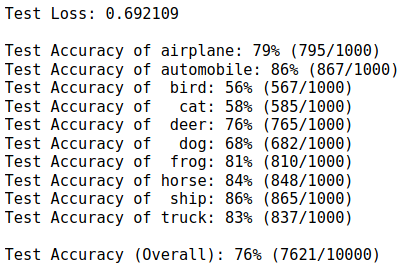 Test Loss: 0.692109

Test Accuracy of airplane: 79% (795/1000)
Test Accuracy of automobile: 86% (867/1000)
Test Accuracy of  bird: 56% (567/1000)
Test Accuracy of   cat: 58% (585/1000)
Test Accuracy of  deer: 76% (765/1000)
Test Accuracy of   dog: 68% (682/1000)
Test Accuracy of  frog: 81% (810/1000)
Test Accuracy of horse: 84% (848/1000)
Test Accuracy of  ship: 86% (865/1000)
Test Accuracy of truck: 83% (837/1000)

Test Accuracy (Overall): 76% (7621/10000)